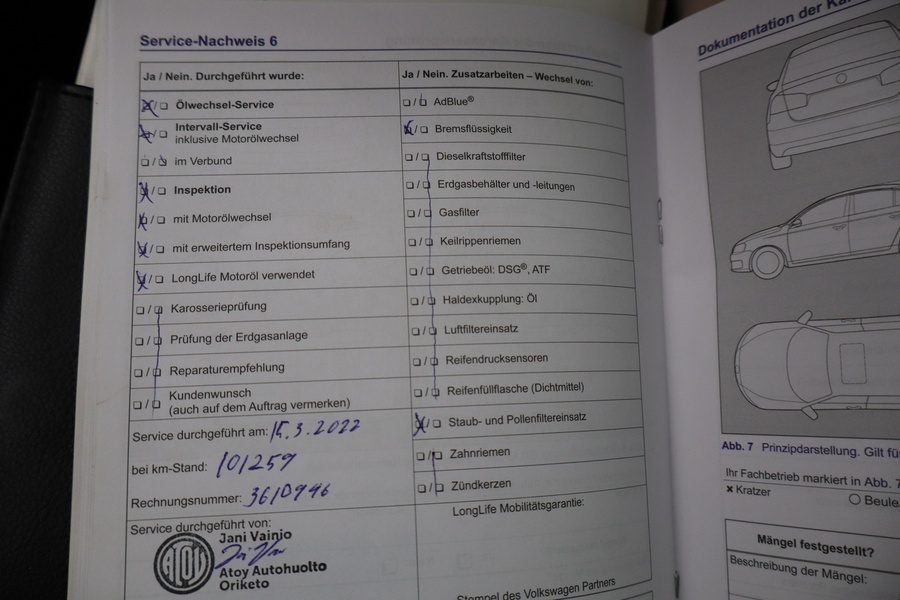 Service-Nachweis 6
Ja / Nein. Durchgeführt wurde:
Ölwechsel-Service
Intervall-Service
inklusive Motorölwechsel
im Verbund
Inspektion
mit Motorölwechsel
mit erweitertem Inspektionsumfang
LongLife Motoröl verwendet
Karosserieprüfung
Prüfung der Erdgasanlage
Reparaturempfehlung
Kundenwunsch
(auch auf dem Auftrag vermerken)
Service durchgeführt am: 15.3.2022
bei km-Stand: 101259
Rechnungsnummer: 3610946
Service durchgeführt von:
ATOY
Jani Vainio
Atoy Autohuolto
Oriketo
Ja / Nein. Zusatzarbeiten – Wechsel von:
AdBlue®
Bremsflüssigkeit
Dieselkraftstofffilter
Erdgasbehälter und -leitungen
Gasfilter
Keilrippenriemen
Getriebeöl: DSG®, ATF
Haldexkupplung: Öl
Luftfiltereinsatz
Reifendrucksensoren
Reifenfüllflasche (Dichtmittel)
Staub- und Pollenfiltereinsatz
Zahnriemen
Zündkerzen
LongLife Mobilitätsgarantie:
Stempel des Volkswagen Partners
Dokumentation der
Abb. 7 Prinzipdarstellung. Gilt
Ihr Fachbetrieb markiert in Abb. 7
× Kratzer
Mängel festgestellt?
Beschreibung der Mängel: